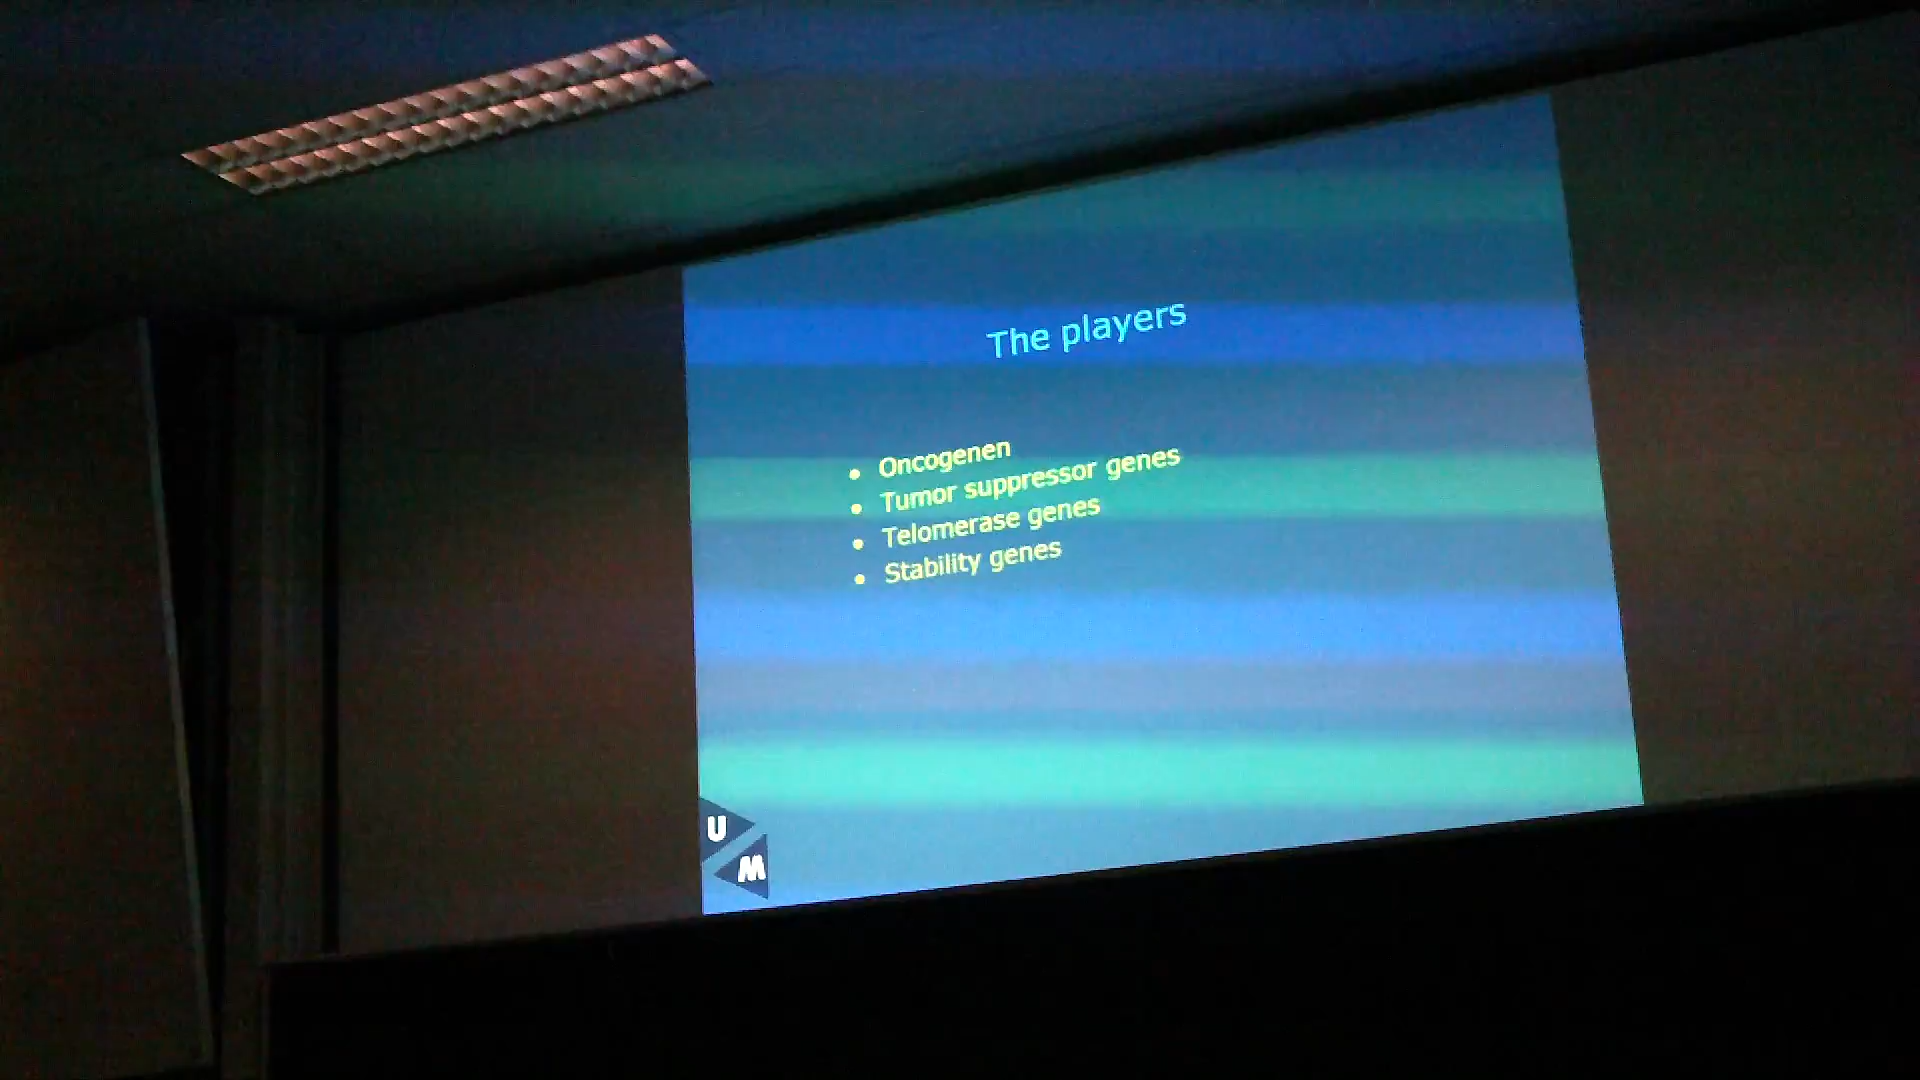 The players
• Oncogenen
• Tumor suppressor genes
• Telomerase genes
• Stability genes
U
M